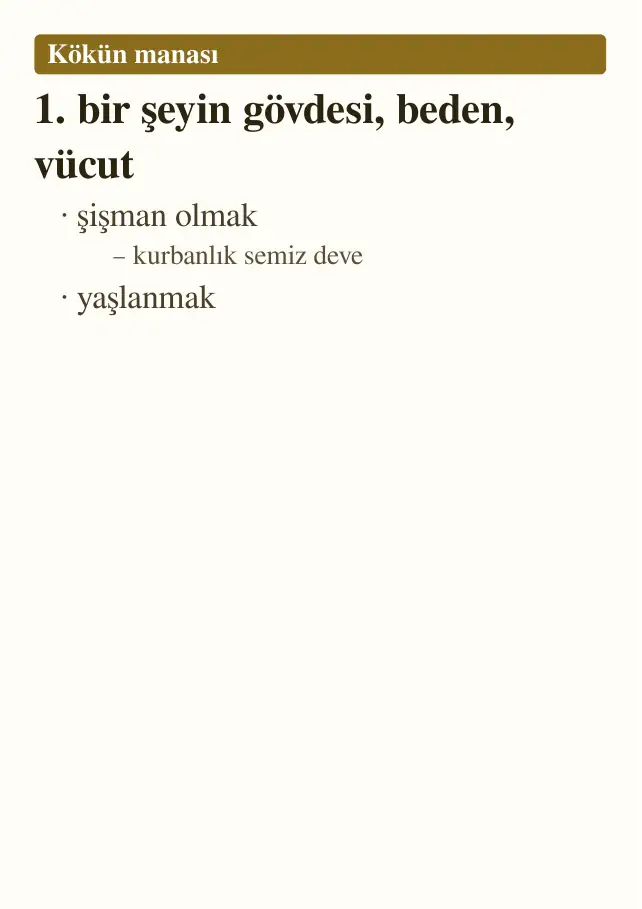 Kökün manası
1. bir şeyin gövdesi, beden,
vücut
· şişman olmak
– kurbanlık semiz deve
· yaşlanmak